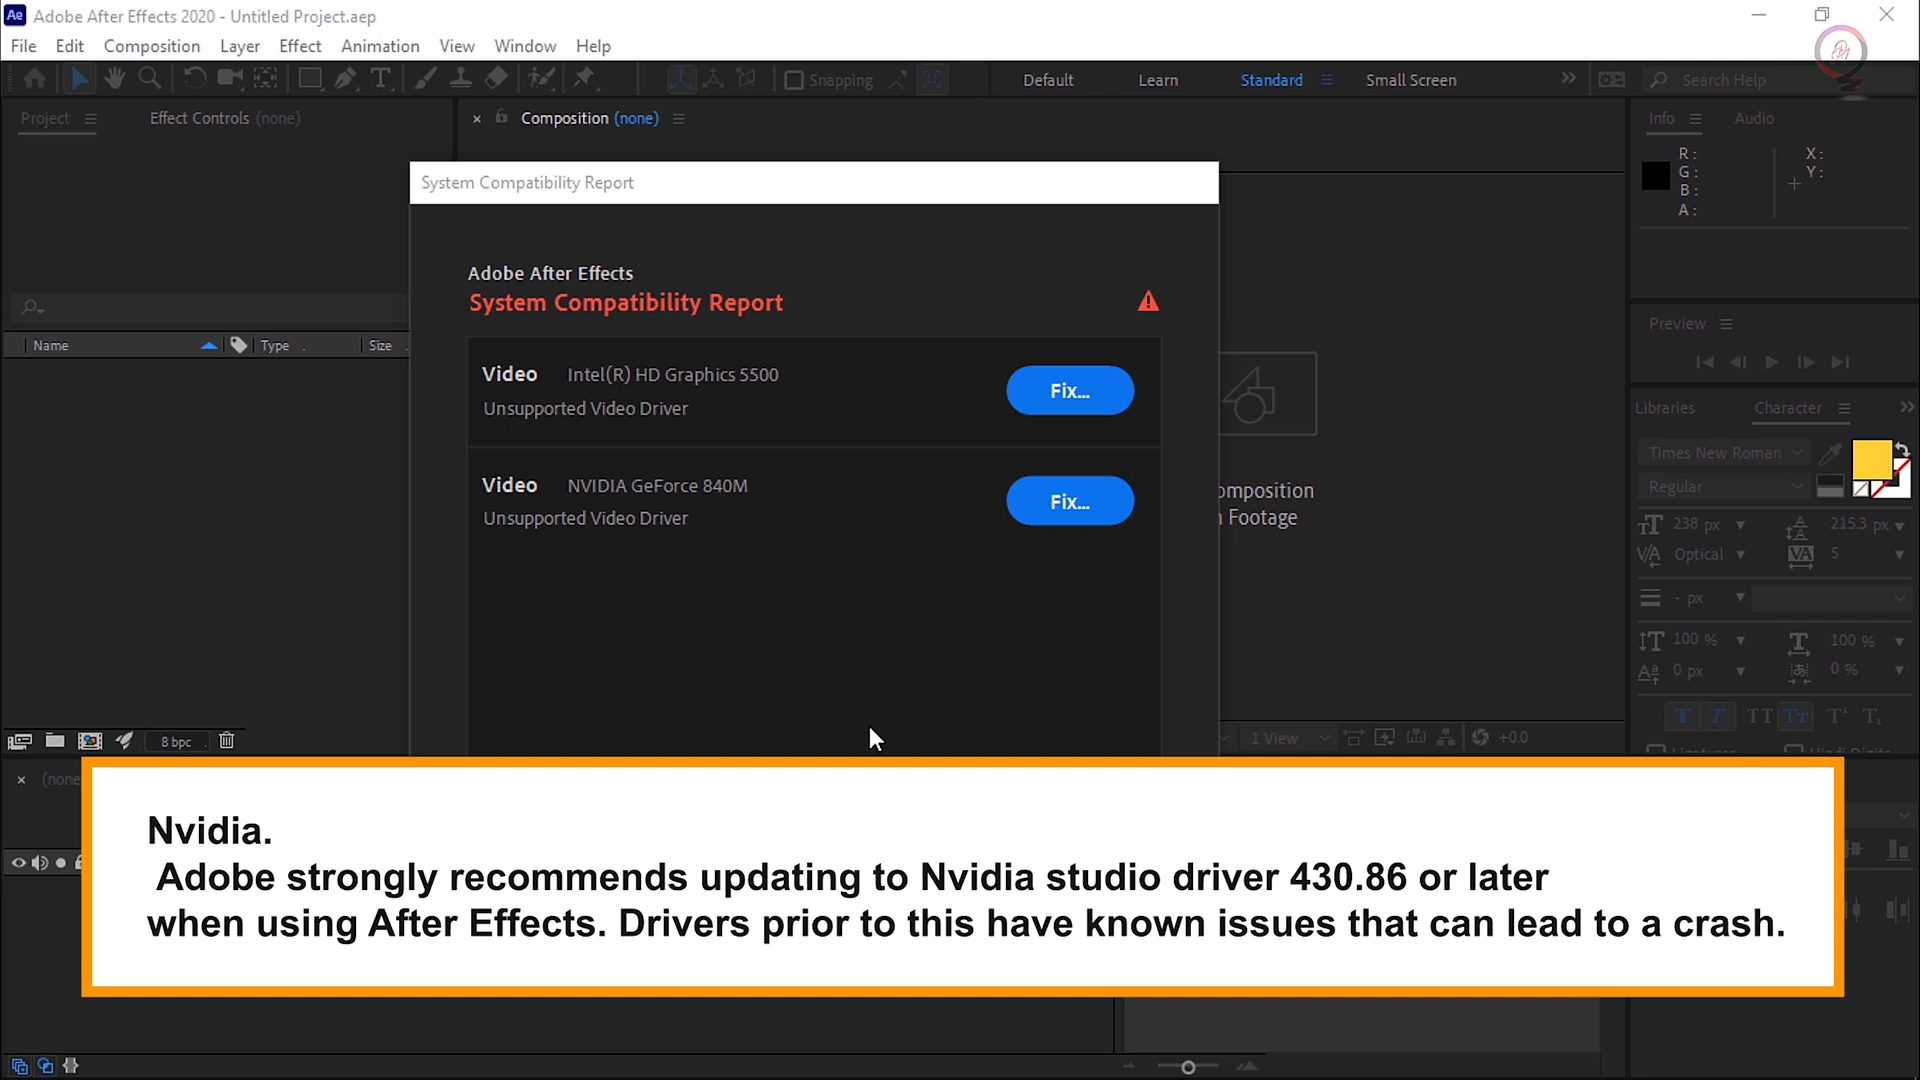 Ae Adobe After Effects 2020 - Untitled Project.aep
File Edit Composition Layer Effect Animation View Window Help
Snapping Default Learn Standard Small Screen Search Help
Project Effect Controls (none) Composition (none) Info Audio
R: X:
G: Y:
B:
A:
System Compatibility Report
Adobe After Effects
System Compatibility Report
Name Type Size
Preview
Video Intel(R) HD Graphics 5500 Fix...
Unsupported Video Driver
Libraries Character
Times New Roman
Regular
Video NVIDIA GeForce 840M Fix...
Unsupported Video Driver
omposition
Footage
238 px 215.3 px
Optical 5
- px
100 % 100 %
0 px 0 %
8 bpc 1 View +0.0
(none
Nvidia.
Adobe strongly recommends updating to Nvidia studio driver 430.86 or later
when using After Effects. Drivers prior to this have known issues that can lead to a crash.